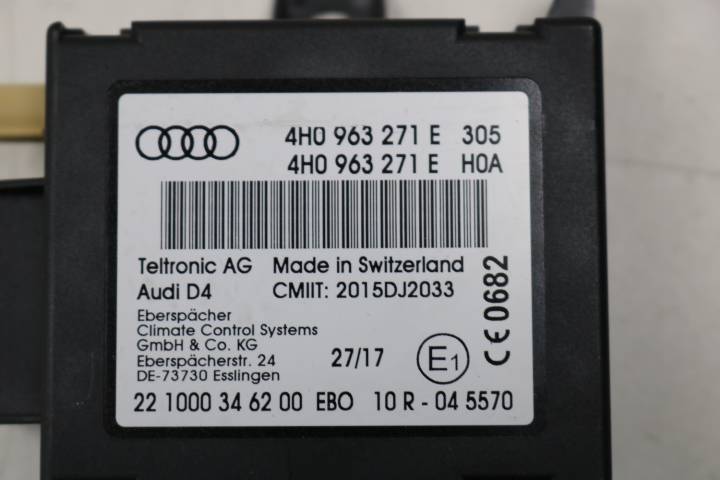 4H0 963 271 E 305
4H0 963 271 E H0A
Teltronic AG Made in Switzerland
Audi D4 CMIIT: 2015DJ2033
Eberspächer
Climate Control Systems
GmbH & Co. KG
Eberspächerstr. 24
DE-73730 Esslingen
27/17
E1
CE 0682
22 1000 34 62 00 EBO 10 R - 04 5570